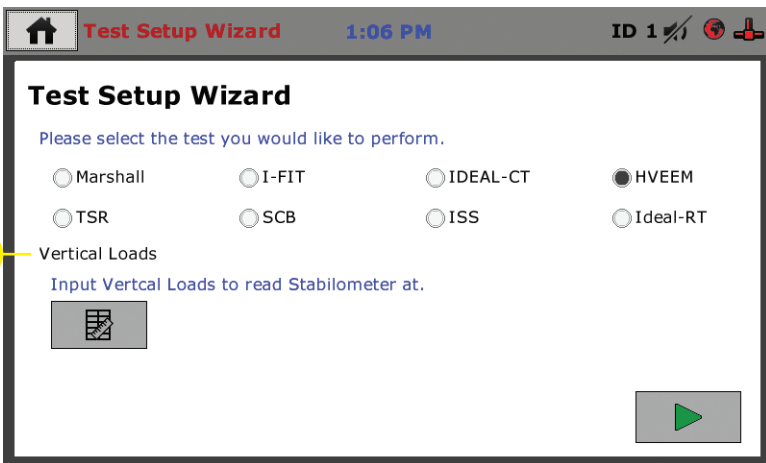 Test Setup Wizard 1:06 PM ID 1
Test Setup Wizard
Please select the test you would like to perform.
Marshall I-FIT IDEAL-CT HVEEM
TSR SCB ISS Ideal-RT
Vertical Loads
Input Vertcal Loads to read Stabilometer at.